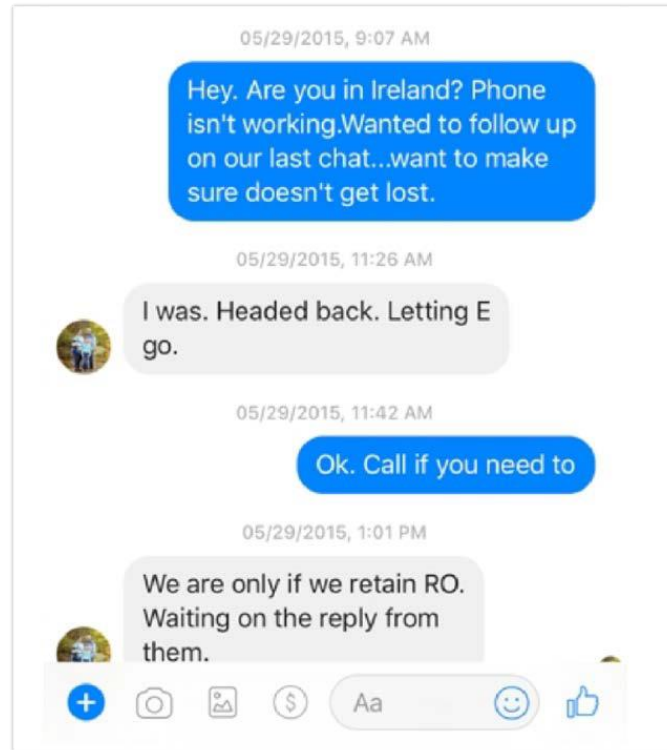 05/29/2015, 9:07 AM
Hey. Are you in Ireland? Phone
isn't working.Wanted to follow up
on our last chat...want to make
sure doesn't get lost.
05/29/2015, 11:26 AM
I was. Headed back. Letting E
go.
05/29/2015, 11:42 AM
Ok. Call if you need to
05/29/2015, 1:01 PM
We are only if we retain RO.
Waiting on the reply from
them.
$
Aa